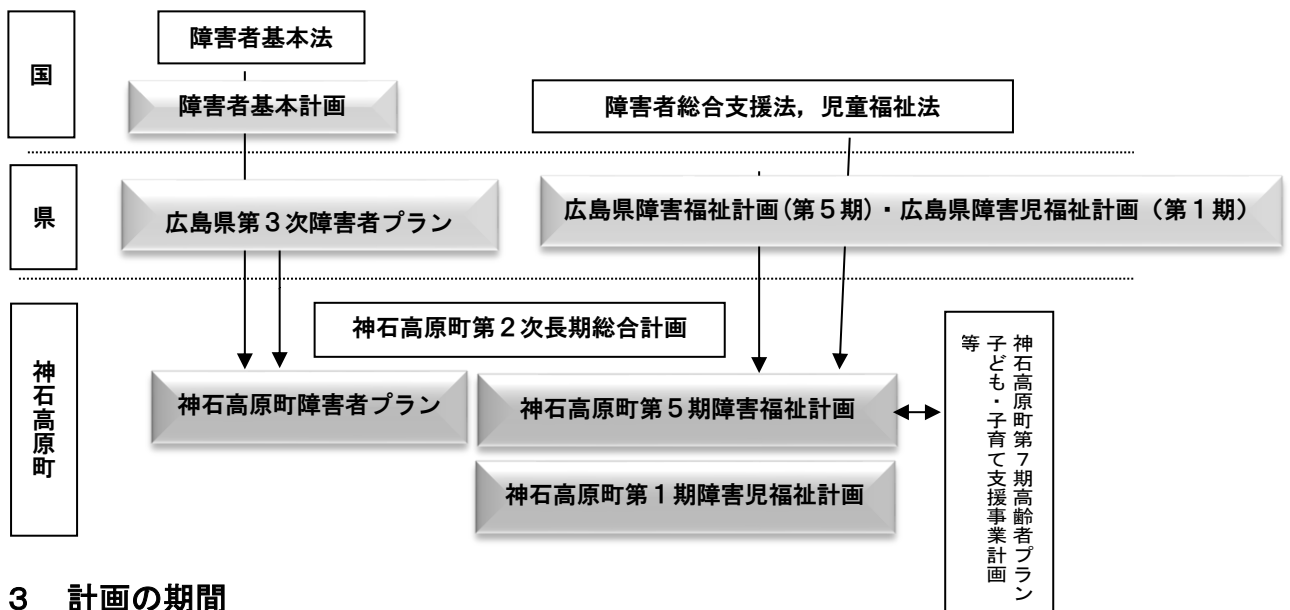 国
障害者基本法
障害者基本計画
障害者総合支援法，児童福祉法
県
広島県第３次障害者プラン
広島県障害福祉計画(第５期)・広島県障害児福祉計画（第１期）
神石高原町
神石高原町第２次長期総合計画
神石高原町障害者プラン
神石高原町第５期障害福祉計画
神石高原町第１期障害児福祉計画
神石高原町第７期高齢者プラン
子ども・子育て支援事業計画
等
３　計画の期間